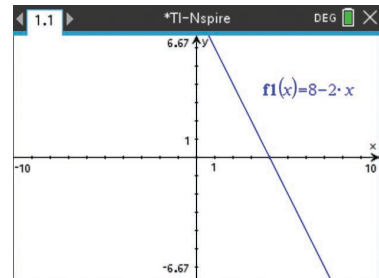 1.1 *TI-Nspire DEG
6.67 y
f1(x)=8-2·x
1
x
-10 1 10
-6.67